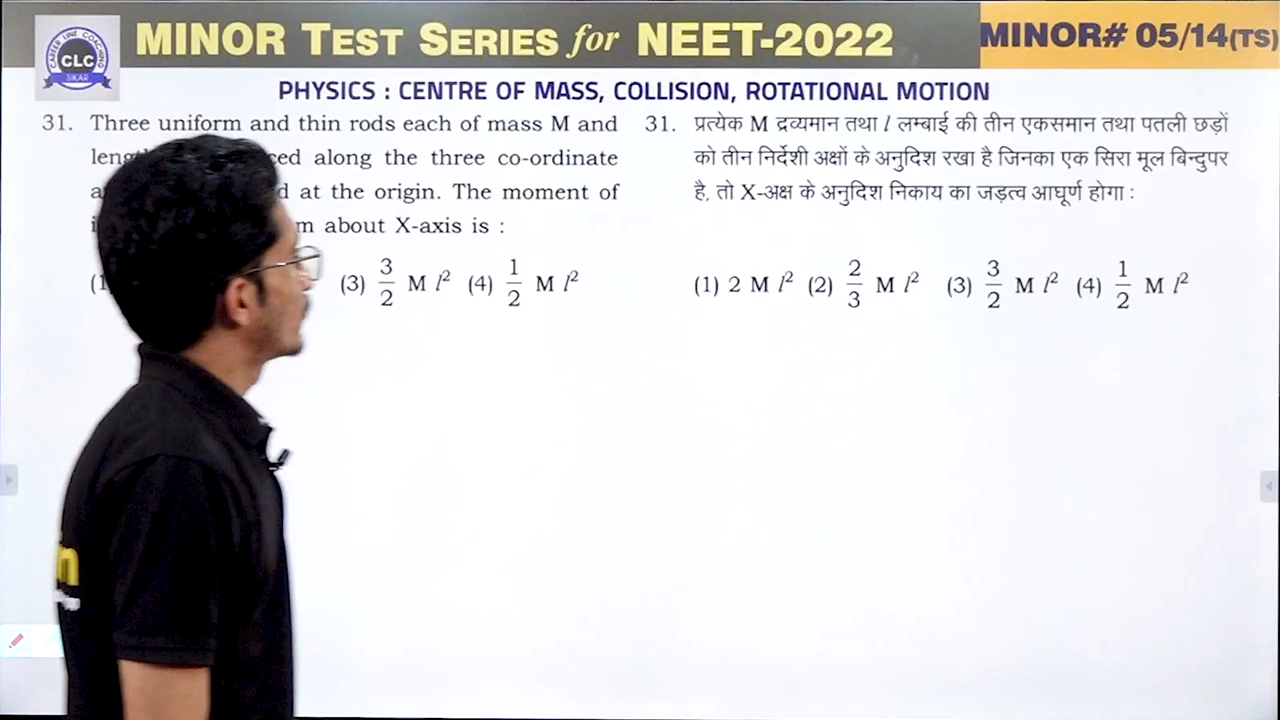 MINOR TEST SERIES for NEET-2022
MINOR# 05/14(TS)
CAREER LINE COACHING
CLC
SIKAR
PHYSICS : CENTRE OF MASS, COLLISION, ROTATIONAL MOTION
31. Three uniform and thin rods each of mass M and
ced along the three co-ordinate
at the origin. The moment of
m about X-axis is :
(3) 3/2 M l² (4) 1/2 M l²
31. प्रत्येक M द्रव्यमान तथा l लम्बाई की तीन एकसमान तथा पतली छड़ों
को तीन निर्देशी अक्षों के अनुदिश रखा है जिनका एक सिरा मूल बिन्दुपर
है, तो X-अक्ष के अनुदिश निकाय का जड़त्व आघूर्ण होगा :
(1) 2 M l² (2) 2/3 M l² (3) 3/2 M l² (4) 1/2 M l²